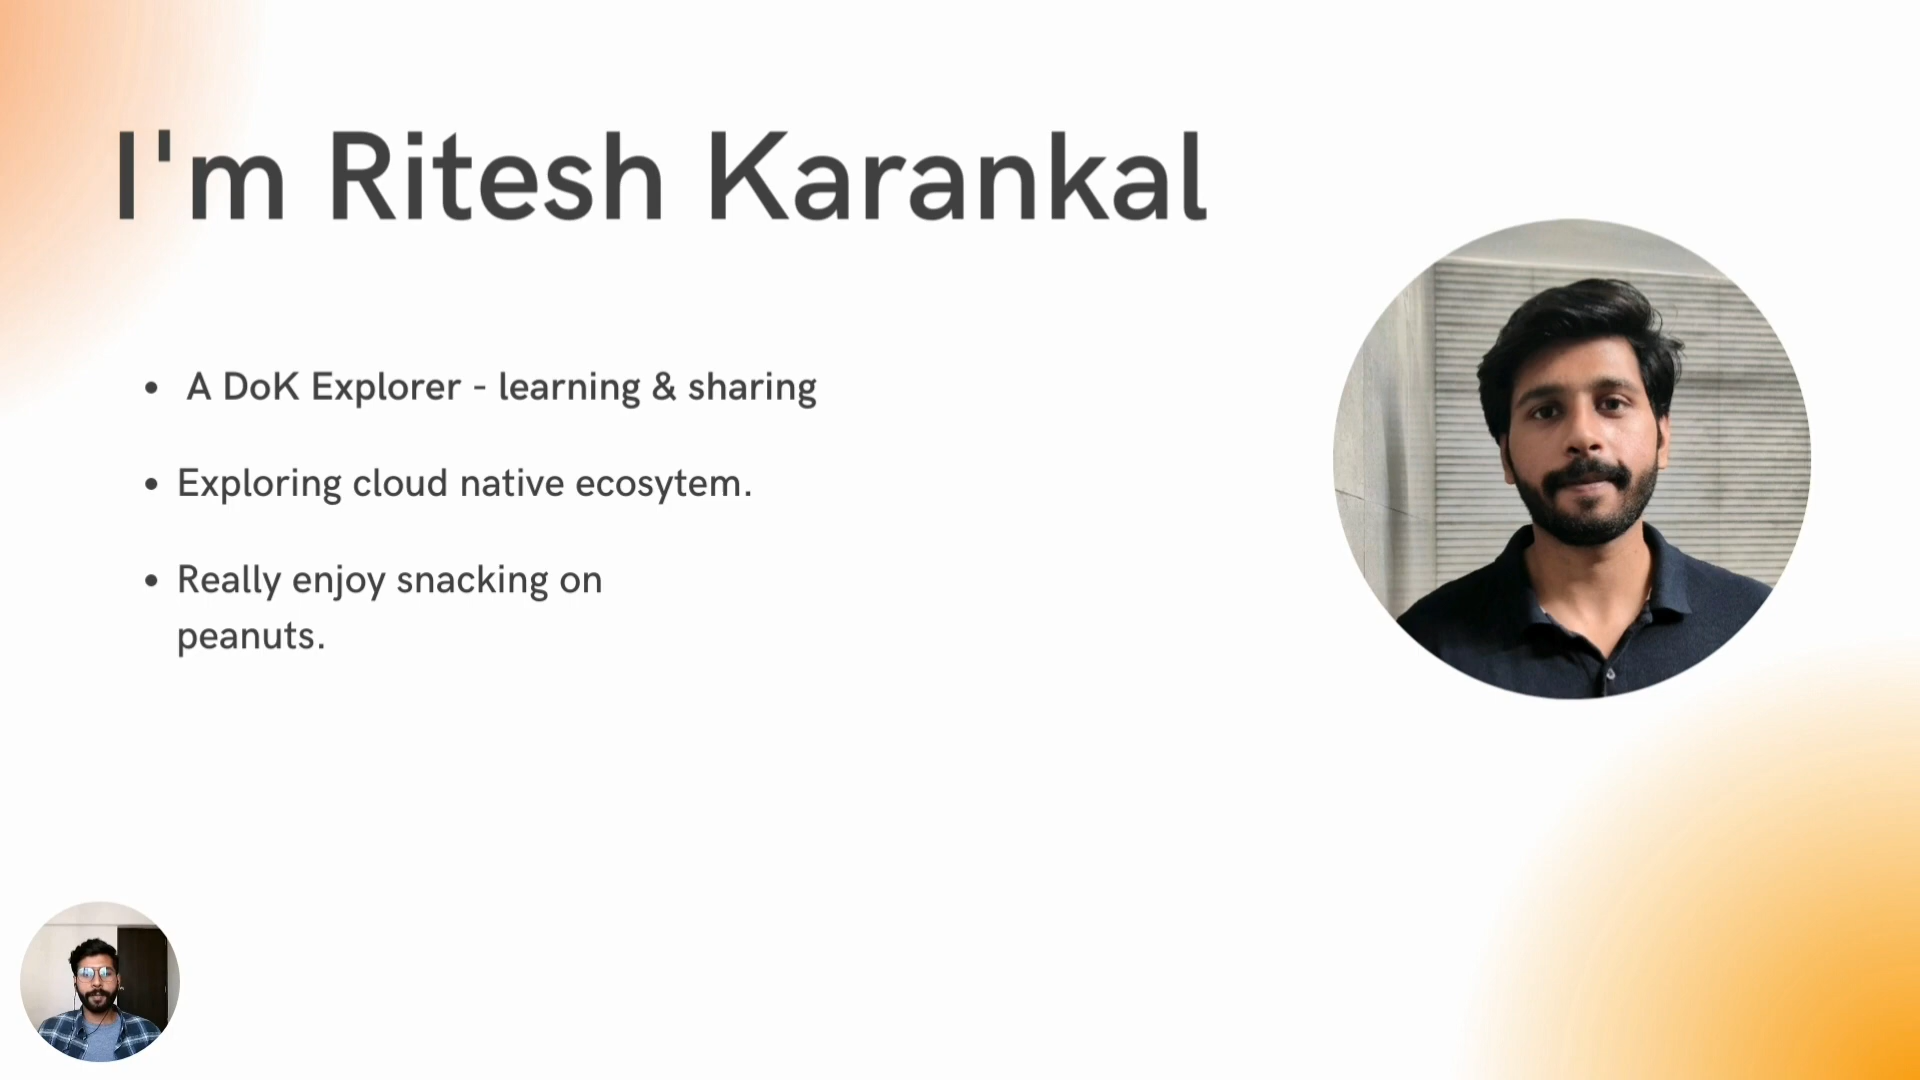 I'm Ritesh Karankal
• A DoK Explorer - learning & sharing
• Exploring cloud native ecosytem.
• Really enjoy snacking on
peanuts.